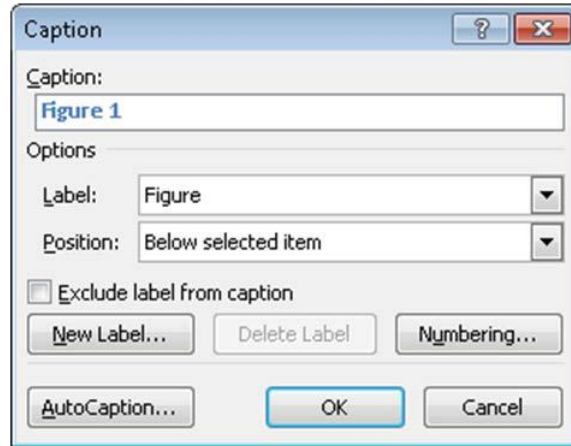 Caption
Caption:
Figure 1
Options
Label: Figure
Position: Below selected item
Exclude label from caption
New Label... Delete Label Numbering...
AutoCaption... OK Cancel